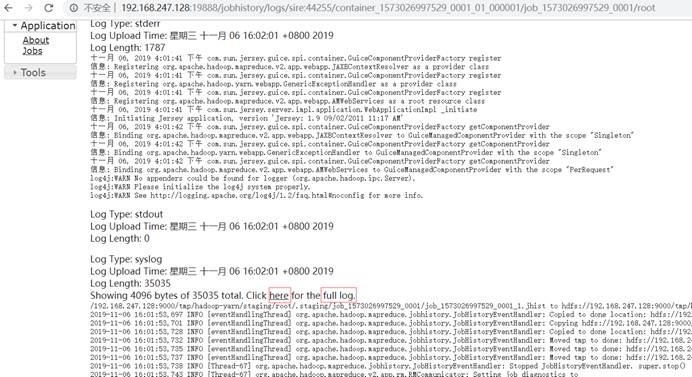 不安全 | 192.168.247.128:19888/jobhistory/logs/sire:44255/container_1573026997529_0001_01_000001/job_1573026997529_0001/root
Application
About
Jobs
Tools
Log Type: stderr
Log Upload Time: 星期三 十一月 06 16:02:01 +0800 2019
Log Length: 1787
十一月 06, 2019 4:01:41 下午 com.sun.jersey.guice.spi.container.GuiceComponentProviderFactory register
信息: Registering org.apache.hadoop.mapreduce.v2.app.webapp.JAXBContextResolver as a provider class
十一月 06, 2019 4:01:41 下午 com.sun.jersey.guice.spi.container.GuiceComponentProviderFactory register
信息: Registering org.apache.hadoop.yarn.webapp.GenericExceptionHandler as a provider class
十一月 06, 2019 4:01:41 下午 com.sun.jersey.guice.spi.container.GuiceComponentProviderFactory register
信息: Registering org.apache.hadoop.mapreduce.v2.app.webapp.AMWebServices as a root resource class
十一月 06, 2019 4:01:41 下午 com.sun.jersey.server.impl.application.WebApplicationImpl _initiate
信息: Initiating Jersey application, version 'Jersey: 1.9 09/02/2011 11:17 AM'
十一月 06, 2019 4:01:42 下午 com.sun.jersey.guice.spi.container.GuiceComponentProviderFactory getComponentProvider
信息: Binding org.apache.hadoop.mapreduce.v2.app.webapp.JAXBContextResolver to GuiceManagedComponentProvider with the scope "Singleton"
十一月 06, 2019 4:01:42 下午 com.sun.jersey.guice.spi.container.GuiceComponentProviderFactory getComponentProvider
信息: Binding org.apache.hadoop.yarn.webapp.GenericExceptionHandler to GuiceManagedComponentProvider with the scope "Singleton"
十一月 06, 2019 4:01:42 下午 com.sun.jersey.guice.spi.container.GuiceComponentProviderFactory getComponentProvider
信息: Binding org.apache.hadoop.mapreduce.v2.app.webapp.AMWebServices to GuiceManagedComponentProvider with the scope "PerRequest"
log4j:WARN No appenders could be found for logger (org.apache.hadoop.ipc.Server).
log4j:WARN Please initialize the log4j system properly.
log4j:WARN See http://logging.apache.org/log4j/1.2/faq.html#noconfig for more info.
Log Type: stdout
Log Upload Time: 星期三 十一月 06 16:02:01 +0800 2019
Log Length: 0
Log Type: syslog
Log Upload Time: 星期三 十一月 06 16:02:01 +0800 2019
Log Length: 35035
Showing 4096 bytes of 35035 total. Click here for the full log.
/192.168.247.128:9000/tmp/hadoop-yarn/staging/root/.staging/job_1573026997529_0001/job_1573026997529_0001_1.jhist to hdfs://192.168.247.128:9000/tmp/
2019-11-06 16:01:53,697 INFO [eventHandlingThread] org.apache.hadoop.mapreduce.jobhistory.JobHistoryEventHandler: Copied to done location: hdfs://192
2019-11-06 16:01:53,701 INFO [eventHandlingThread] org.apache.hadoop.mapreduce.jobhistory.JobHistoryEventHandler: Copying hdfs://192.168.247.128:9000
2019-11-06 16:01:53,728 INFO [eventHandlingThread] org.apache.hadoop.mapreduce.jobhistory.JobHistoryEventHandler: Copied to done location: hdfs://192
2019-11-06 16:01:53,732 INFO [eventHandlingThread] org.apache.hadoop.mapreduce.jobhistory.JobHistoryEventHandler: Moved tmp to done: hdfs://192.168.2
2019-11-06 16:01:53,735 INFO [eventHandlingThread] org.apache.hadoop.mapreduce.jobhistory.JobHistoryEventHandler: Moved tmp to done: hdfs://192.168.2
2019-11-06 16:01:53,737 INFO [eventHandlingThread] org.apache.hadoop.mapreduce.jobhistory.JobHistoryEventHandler: Moved tmp to done: hdfs://192.168.2
2019-11-06 16:01:53,738 INFO [Thread-67] org.apache.hadoop.mapreduce.jobhistory.JobHistoryEventHandler: Stopped JobHistoryEventHandler. super.stop()
2019-11-06 16:01:53,743 INFO [Thread-67] org.apache.hadoop.mapreduce.v2.app.rm.RMCommunicator: Setting job diagnostics to